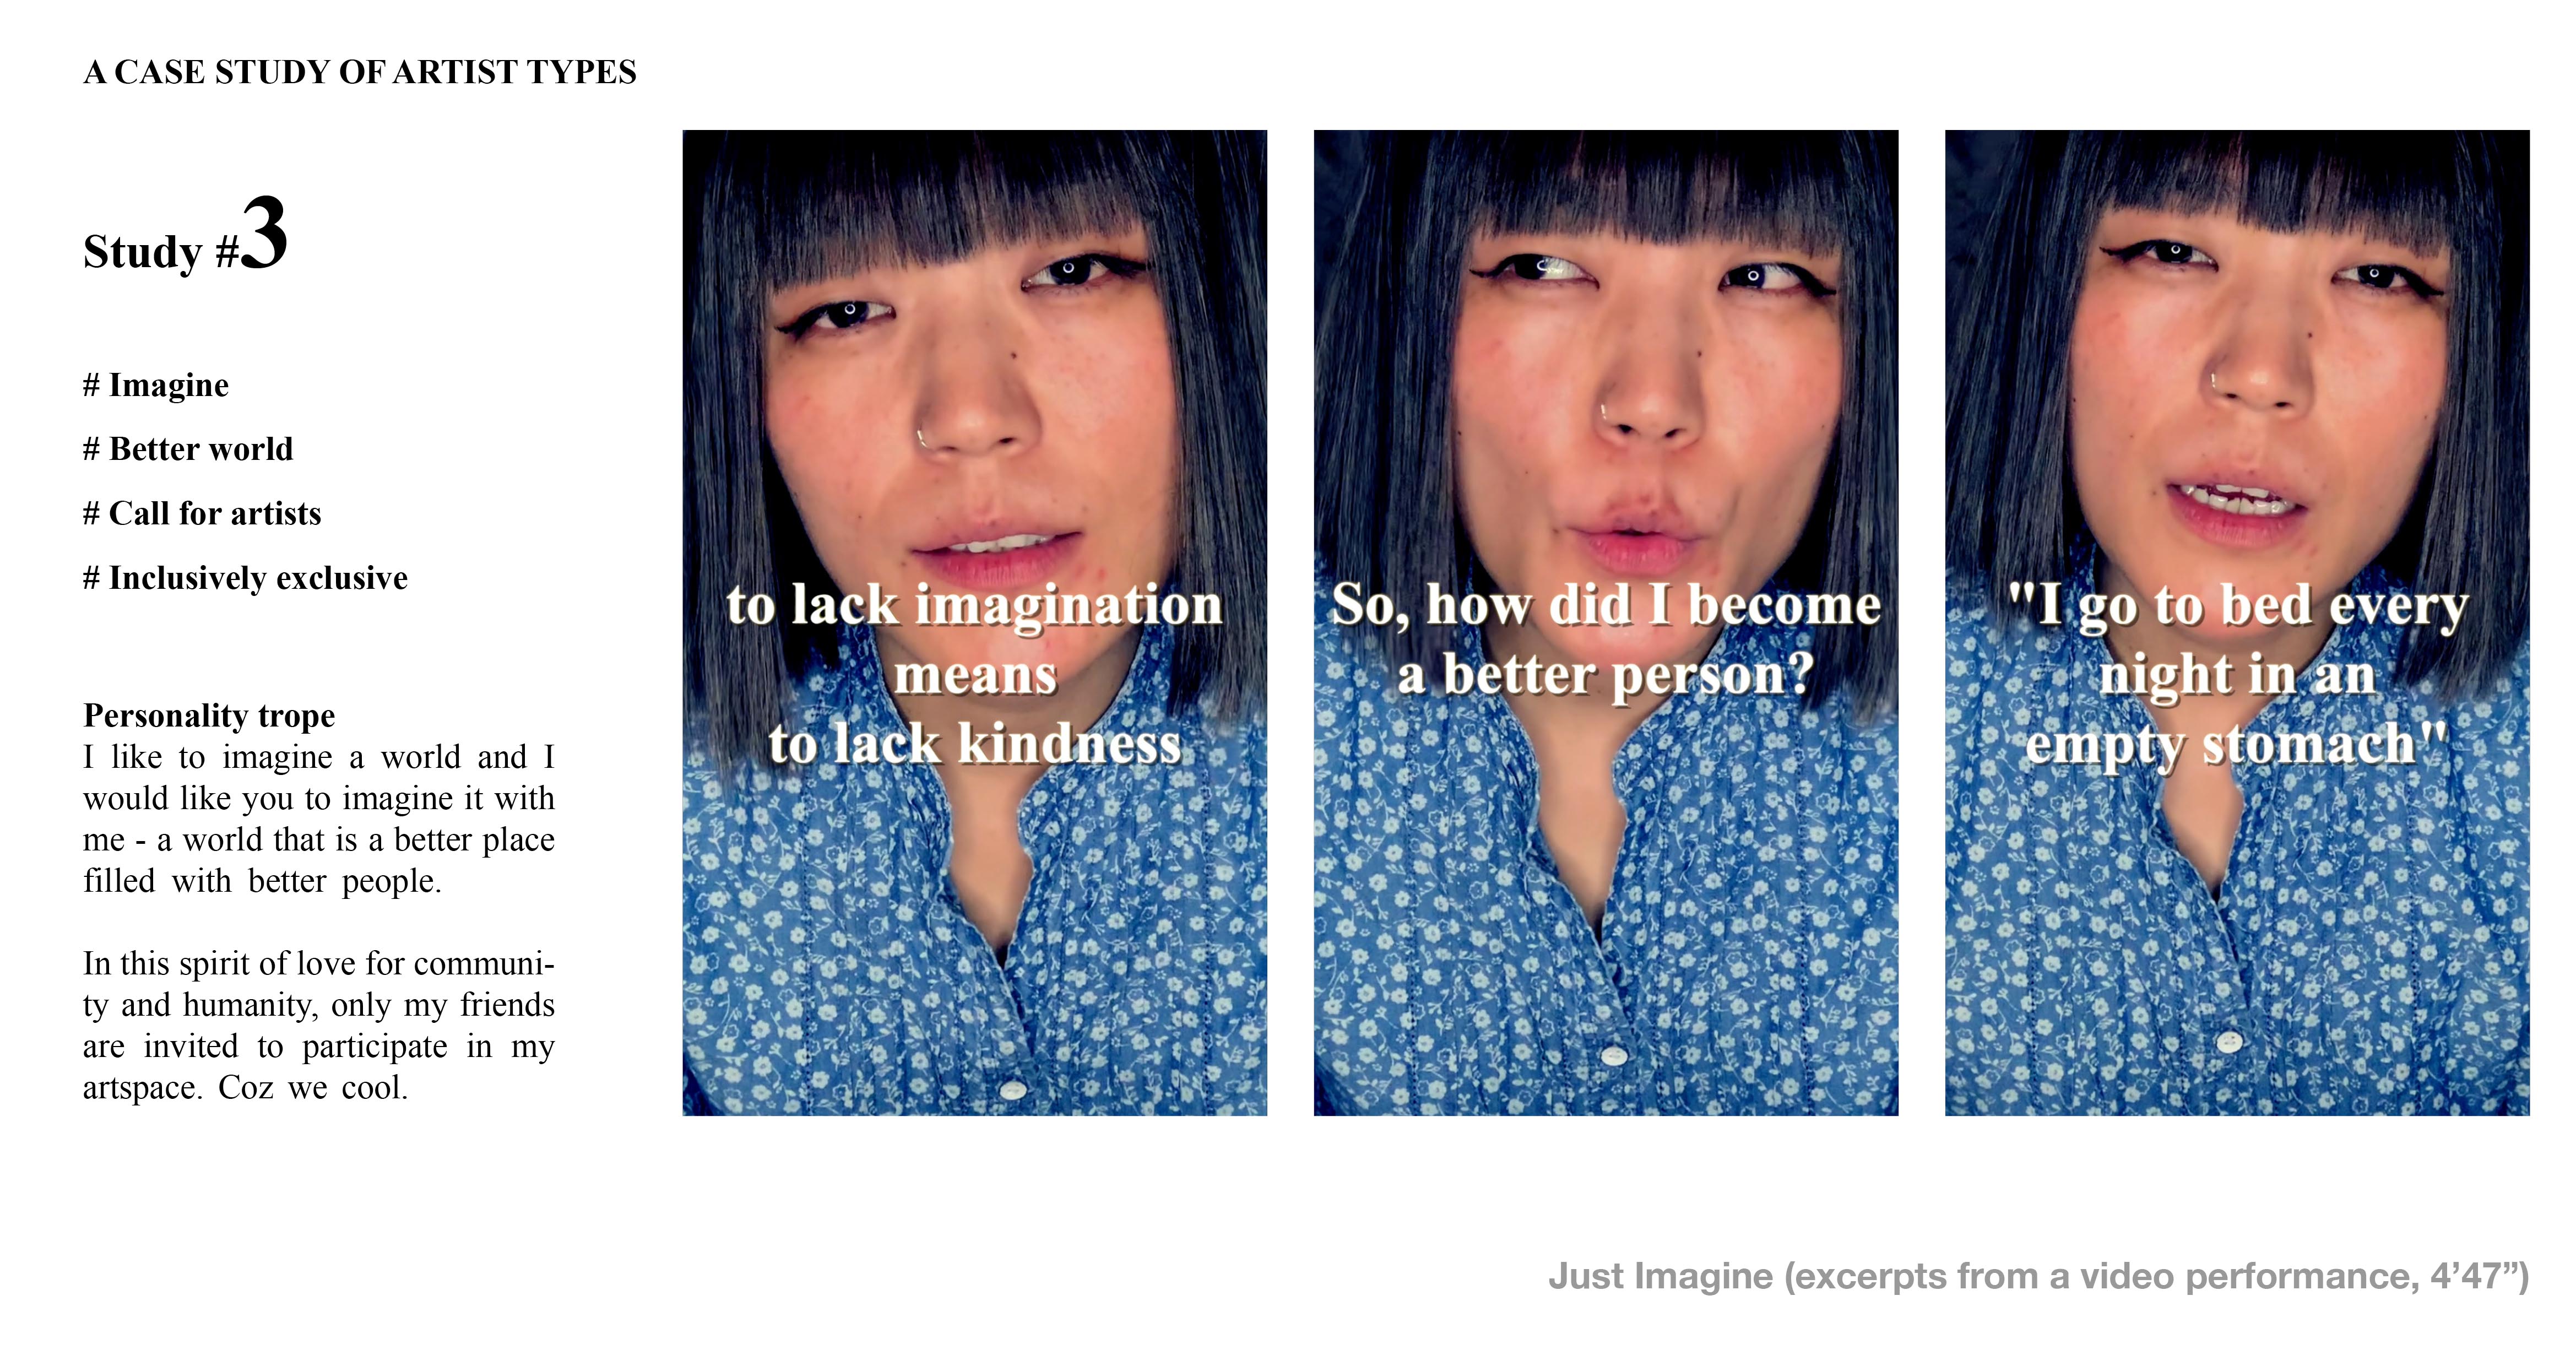 A CASE STUDY OF ARTIST TYPES
Study #3
# Imagine
# Better world
# Call for artists
# Inclusively exclusive
Personality trope
I like to imagine a world and I
would like you to imagine it with
me - a world that is a better place
filled with better people.
In this spirit of love for communi-
ty and humanity, only my friends
are invited to participate in my
artspace. Coz we cool.
to lack imagination
means
to lack kindness
So, how did I become
a better person?
"I go to bed every
night in an
empty stomach"
Just Imagine (excerpts from a video performance, 4’47”)